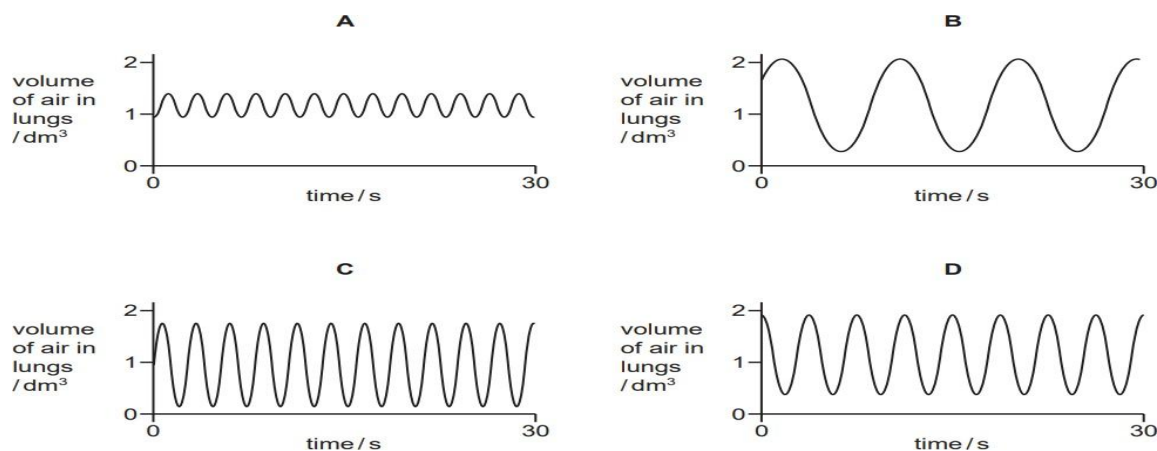 A
volume
of air in
lungs
/dm³
2
1
0
0
30
time/s
B
volume
of air in
lungs
/dm³
2
1
0
0
30
time/s
C
volume
of air in
lungs
/dm³
2
1
0
0
30
time/s
D
volume
of air in
lungs
/dm³
2
1
0
0
30
time/s